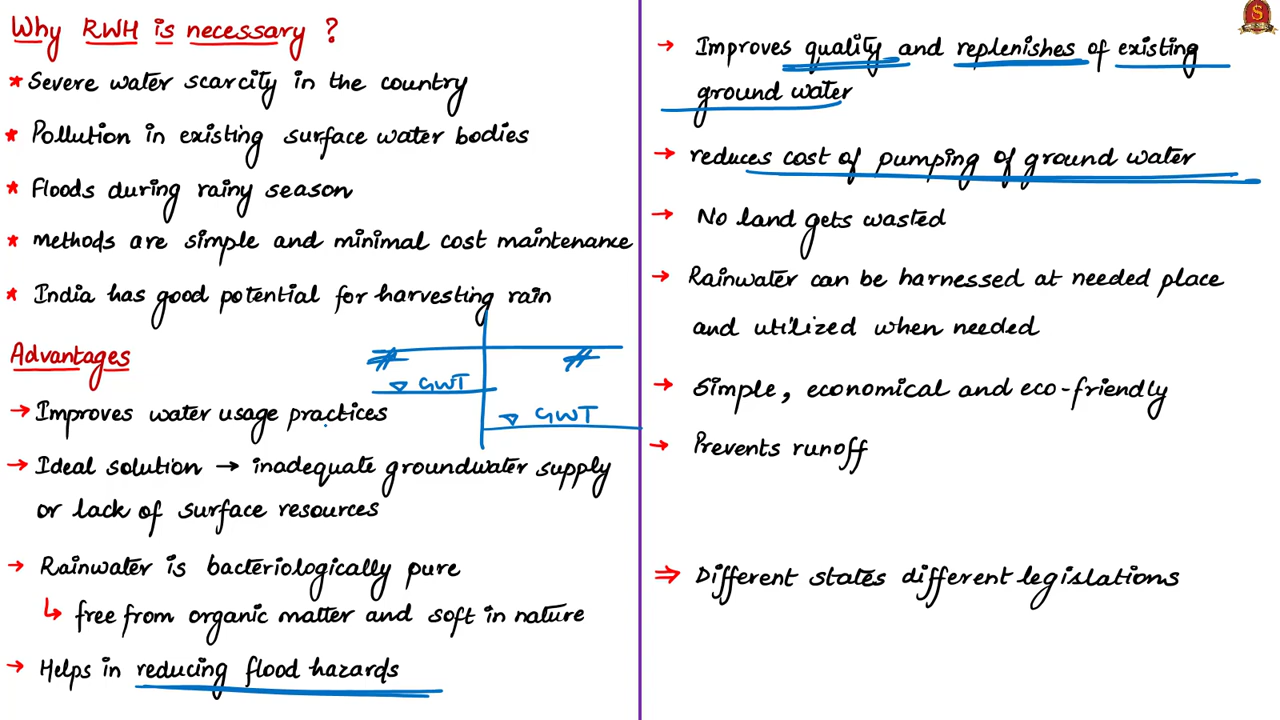 Why RWH is necessary ?
* Severe water scarcity in the country
* Pollution in existing surface water bodies
* Floods during rainy season
* methods are simple and minimal cost maintenance
* India has good potential for harvesting rain
Advantages
GWT
GWT
→ Improves water usage practices
→ Ideal solution → inadequate groundwater supply
or lack of surface resources
→ Rainwater is bacteriologically pure
↳ free from organic matter and soft in nature
→ Helps in reducing flood hazards
→ Improves quality and replenishes of existing
ground water
→ reduces cost of pumping of ground water
→ No land gets wasted
→ Rainwater can be harnessed at needed place
and utilized when needed
→ Simple, economical and eco-friendly
→ Prevents runoff
⇒ Different states different legislations
S